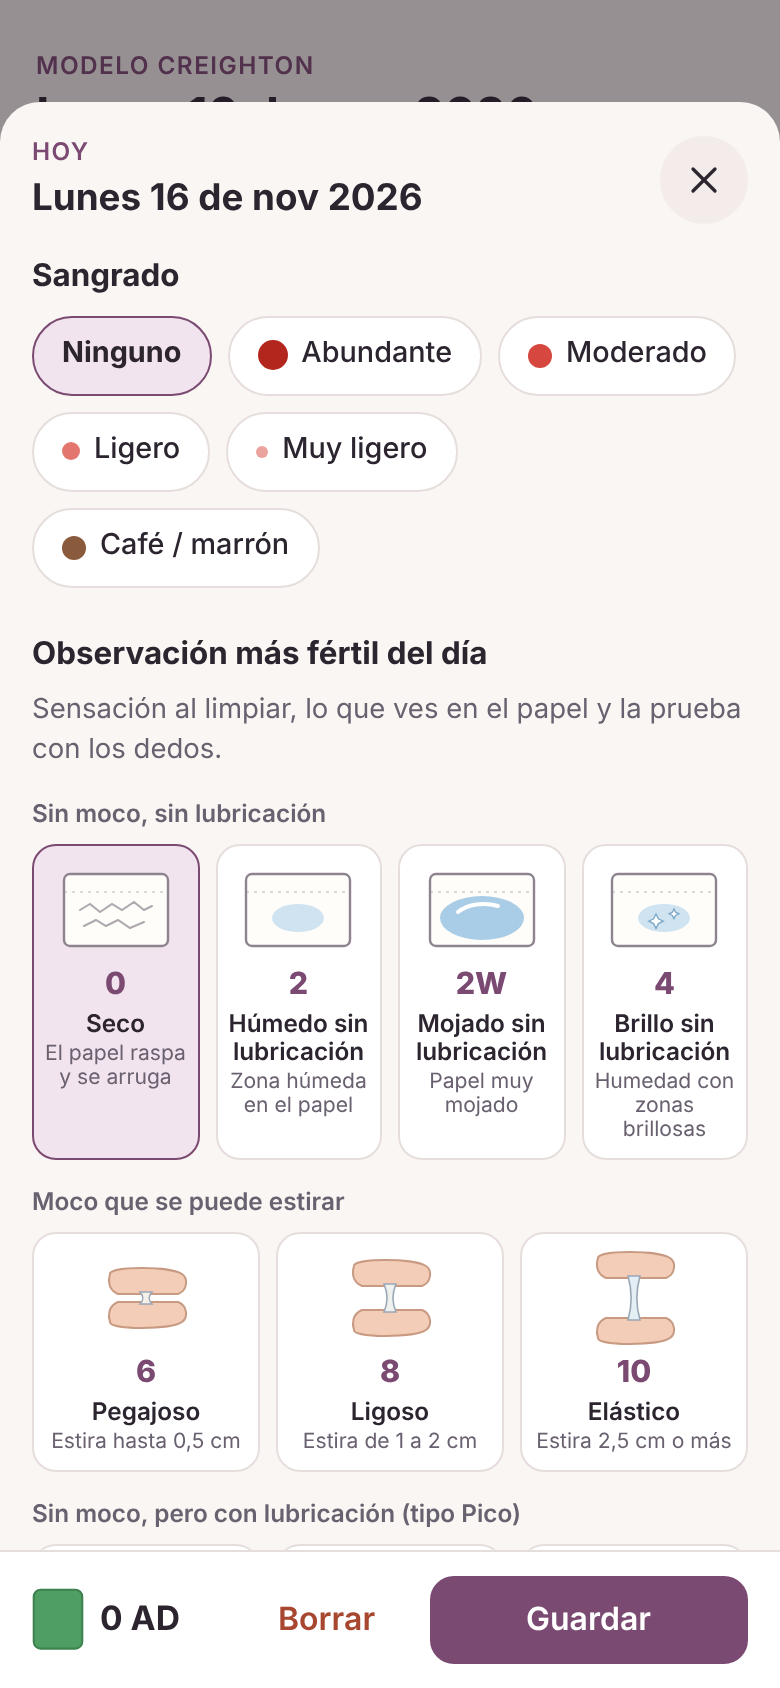 MODELO CREIGHTON
HOY
Lunes 16 de nov 2026
Sangrado
Ninguno
Abundante
Moderado
Ligero
Muy ligero
Café / marrón
Observación más fértil del día
Sensación al limpiar, lo que ves en el papel y la prueba
con los dedos.
Sin moco, sin lubricación
0
Seco
El papel raspa
y se arruga
2
Húmedo sin
lubricación
Zona húmeda
en el papel
2W
Mojado sin
lubricación
Papel muy
mojado
4
Brillo sin
lubricación
Humedad con
zonas
brillosas
Moco que se puede estirar
6
Pegajoso
Estira hasta 0,5 cm
8
Ligoso
Estira de 1 a 2 cm
10
Elástico
Estira 2,5 cm o más
Sin moco, pero con lubricación (tipo Pico)
0 AD
Borrar
Guardar